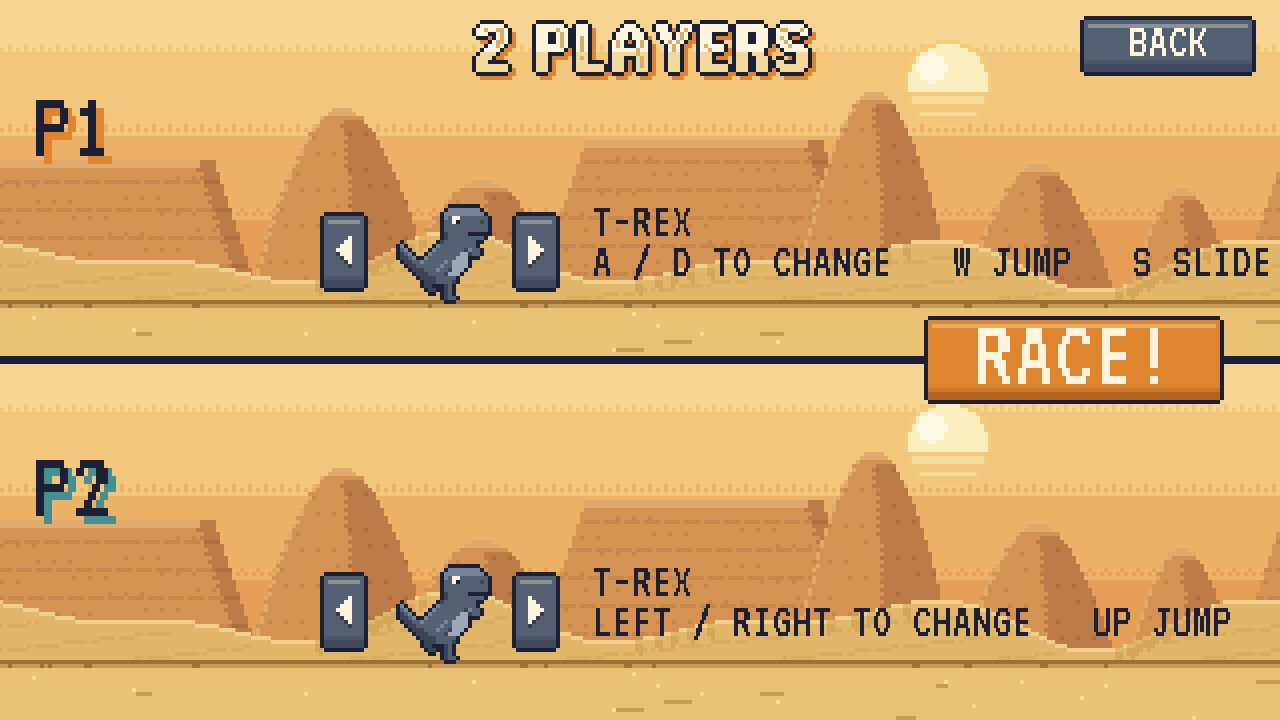 2 PLAYERS
BACK
P1
T-REX
A / D TO CHANGE W JUMP S SLIDE
RACE!
P2
T-REX
LEFT / RIGHT TO CHANGE UP JUMP